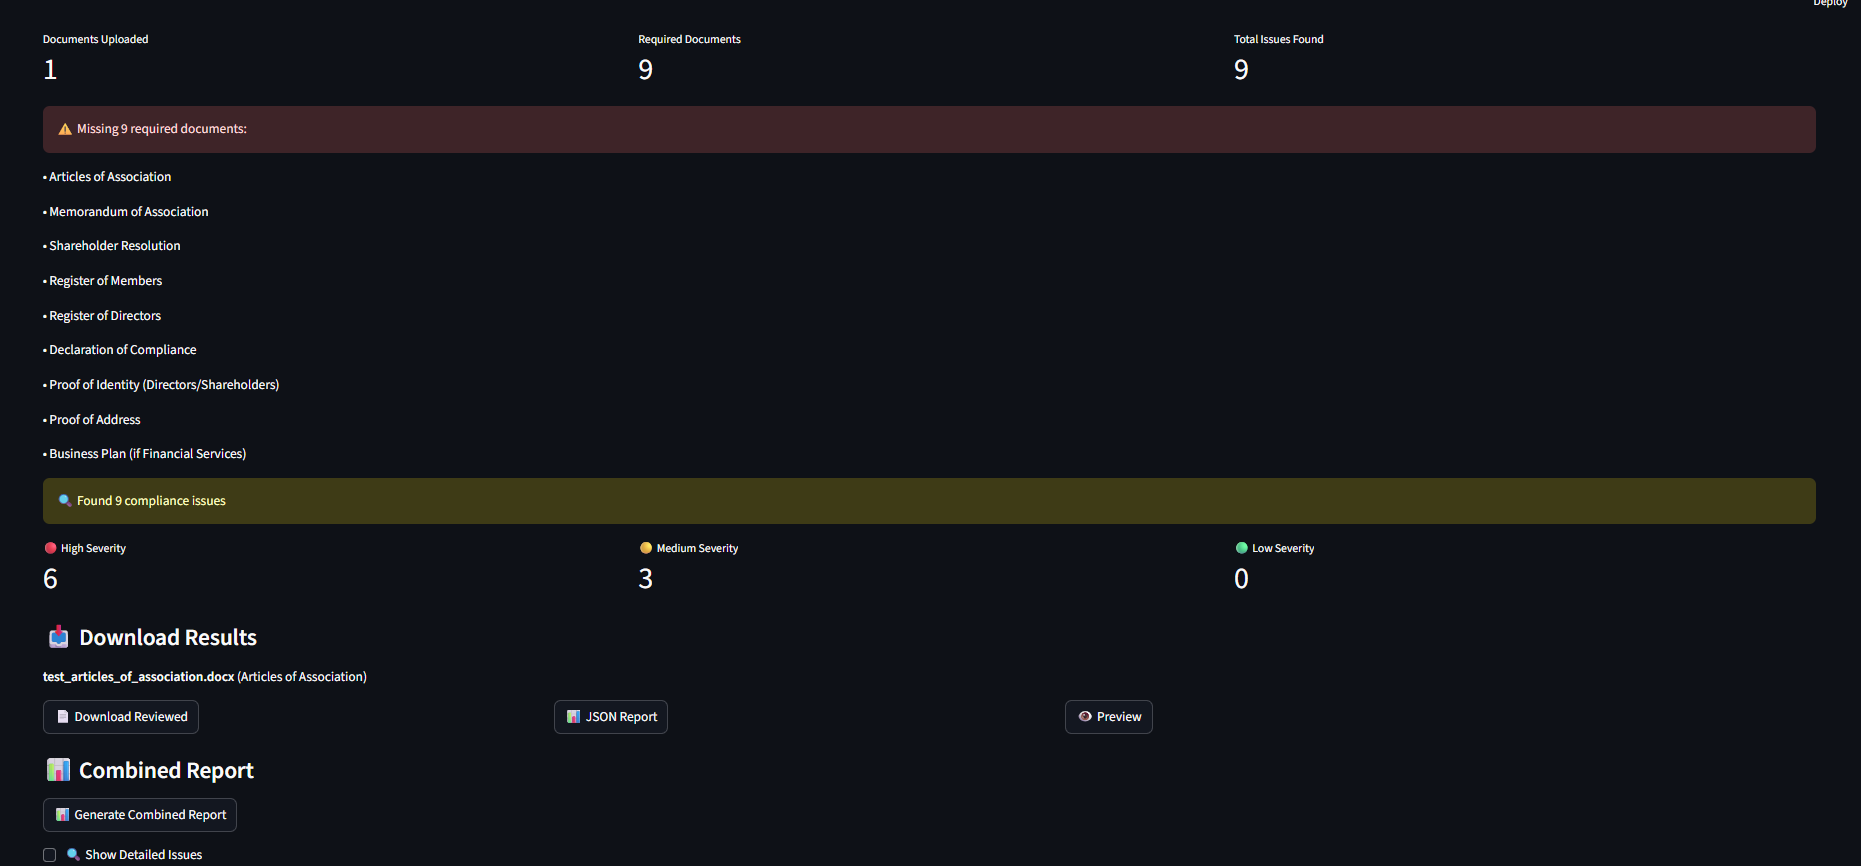 Deploy
Documents Uploaded
1
Required Documents
9
Total Issues Found
9
⚠️ Missing 9 required documents:
▪ Articles of Association
▪ Memorandum of Association
▪ Shareholder Resolution
▪ Register of Members
▪ Register of Directors
▪ Declaration of Compliance
▪ Proof of Identity (Directors/Shareholders)
▪ Proof of Address
▪ Business Plan (if Financial Services)
🔍 Found 9 compliance issues
🔴 High Severity
6
🟡 Medium Severity
3
🟢 Low Severity
0
📥 Download Results
test_articles_of_association.docx (Articles of Association)
📄 Download Reviewed
📊 JSON Report
👁️ Preview
📊 Combined Report
📊 Generate Combined Report
🔍 Show Detailed Issues